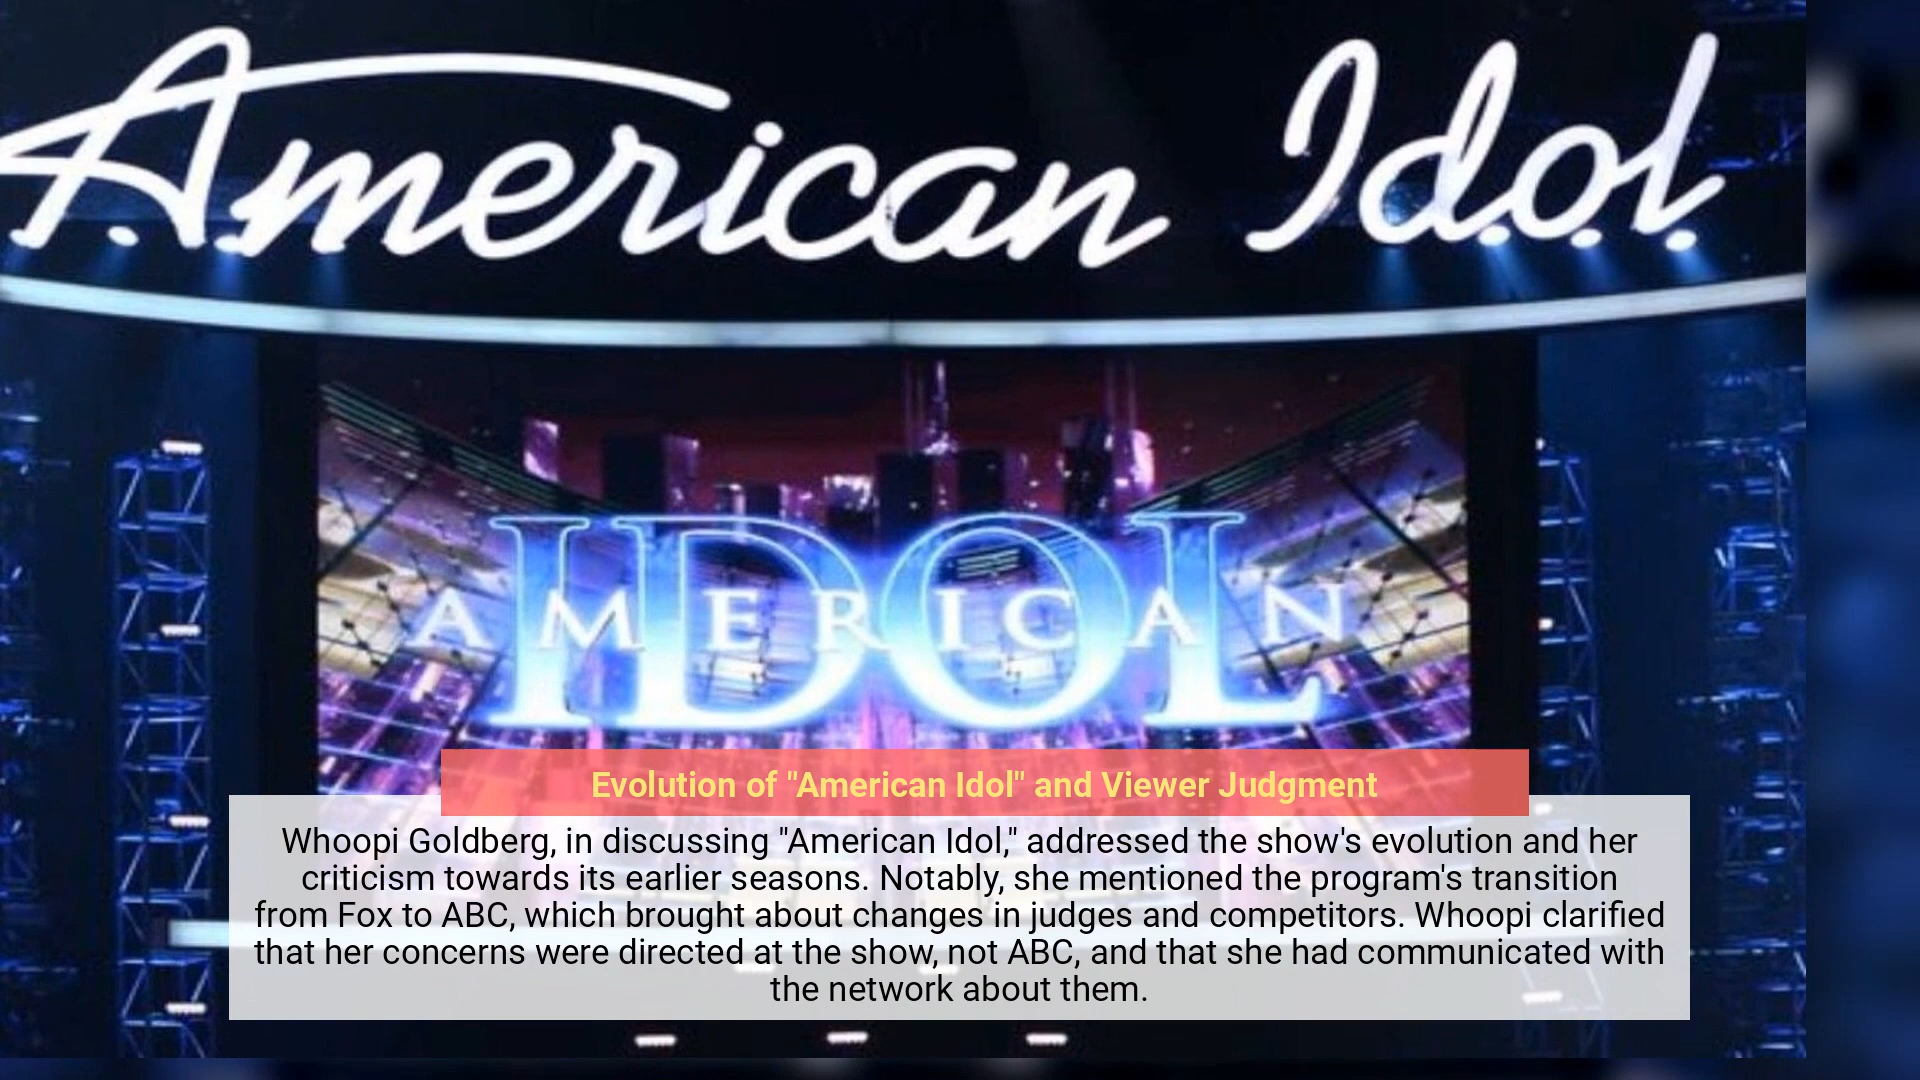 American Idol
IDOL
AMERICAN
Evolution of "American Idol" and Viewer Judgment
Whoopi Goldberg, in discussing "American Idol," addressed the show's evolution and her
criticism towards its earlier seasons. Notably, she mentioned the program's transition
from Fox to ABC, which brought about changes in judges and competitors. Whoopi clarified
that her concerns were directed at the show, not ABC, and that she had communicated with
the network about them.